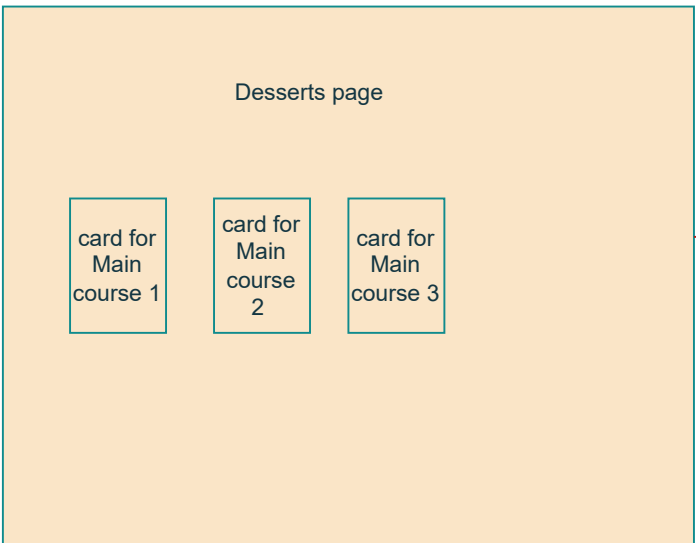 Desserts page
card for
Main
course 1
card for
Main
course
2
card for
Main
course 3